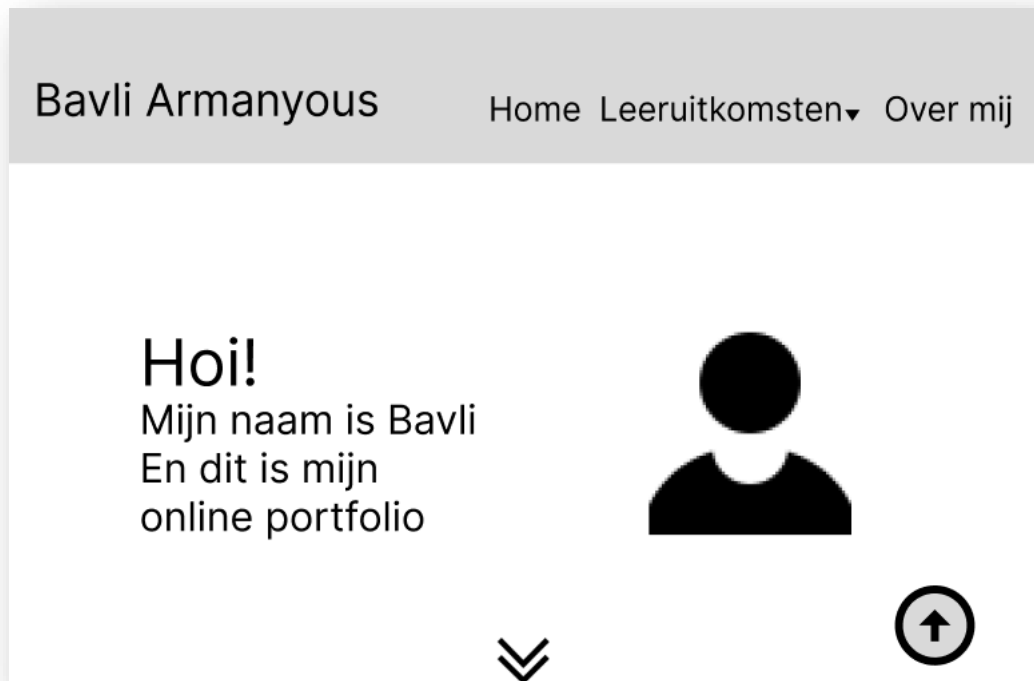 Bavli Armanyous
Home Leeruitkomsten▾ Over mij
Hoi!
Mijn naam is Bavli
En dit is mijn
online portfolio